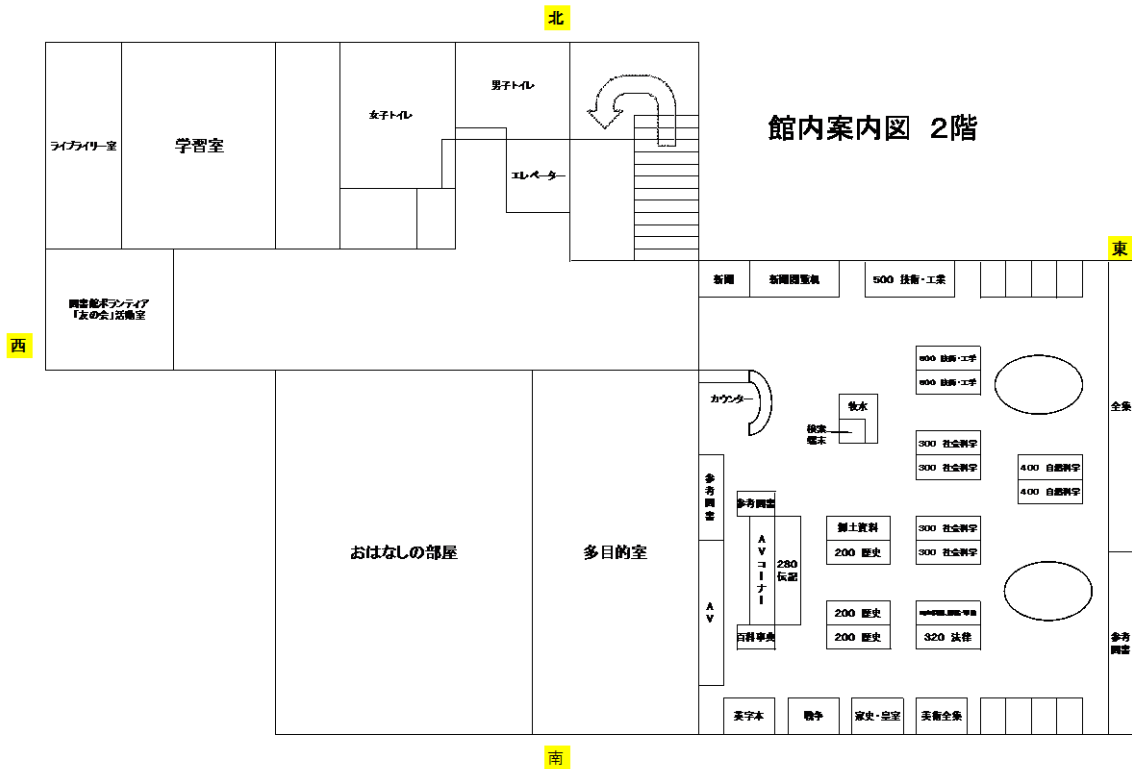 北
男子トイレ
女子トイレ
館内案内図 2階
ライブライリー室
学習室
エレベーター
東
新聞
新聞閲覧机
500 技術・工業
図書館ボランティア
「友の会」活動室
西
500 技術・工学
500 技術・工学
カウンター
牧水
全集
検索
端末
300 社会科学
300 社会科学
400 自然科学
400 自然科学
参考図書
参考図書
郷土資料
300 社会科学
おはなしの部屋
多目的室
AVコーナー
280
伝記
200 歴史
300 社会科学
AV
200 歴史
百科事典
200 歴史
320 法律
参考
図書
英字本
戦争
家史・皇室
美術全集
南